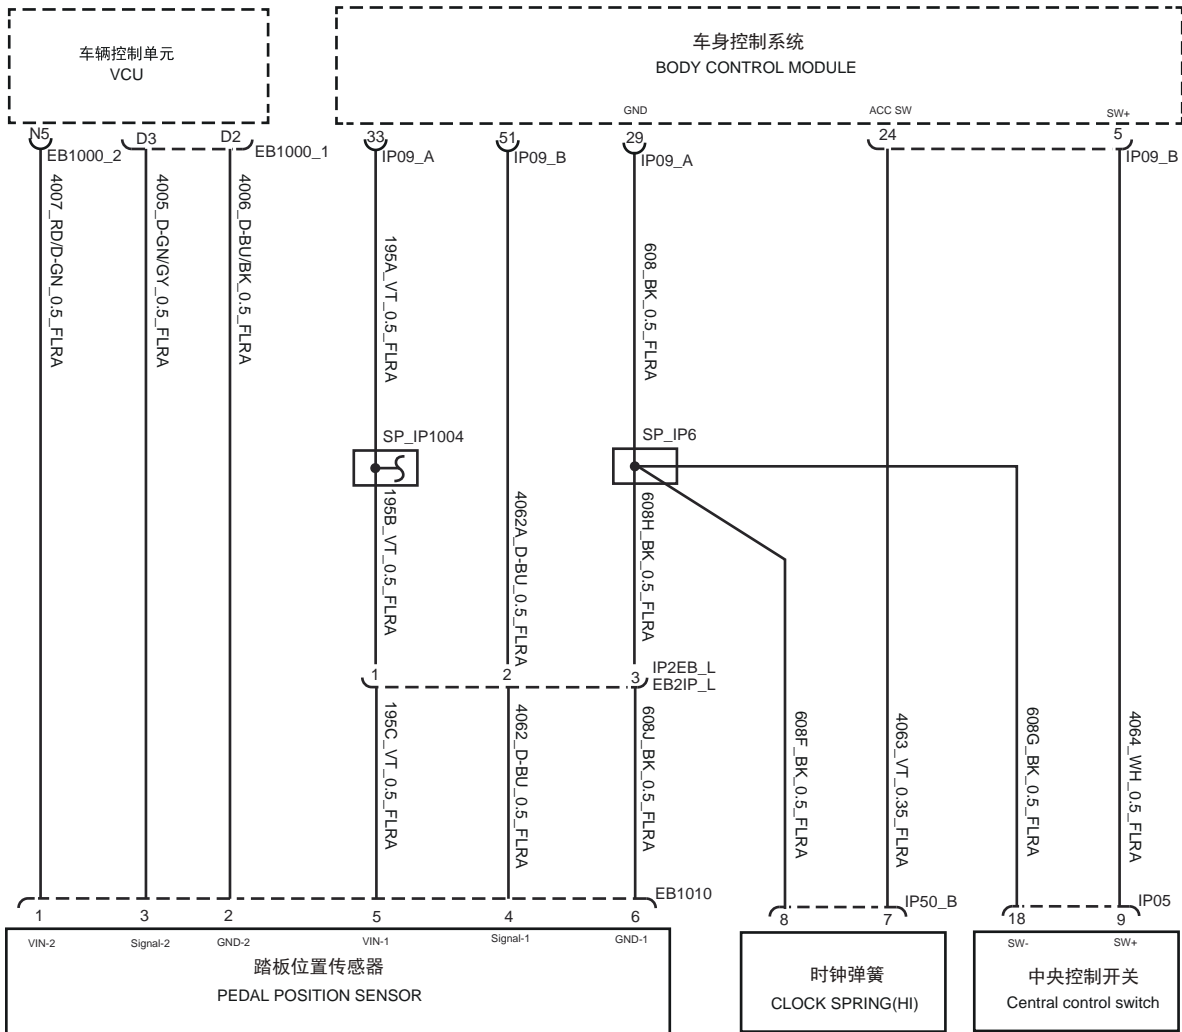 车辆控制单元
VCU
车身控制系统
BODY CONTROL MODULE
GND
ACC SW
SW+
N5
D3
D2
33
51
29
24
5
EB1000_2
EB1000_1
IP09_A
IP09_B
IP09_A
IP09_B
4007_RD/D-GN_0.5_FLRA
4005_D-GN/GY_0.5_FLRA
4006_D-BU/BK_0.5_FLRA
195A_VT_0.5_FLRA
608_BK_0.5_FLRA
SP_IP1004
SP_IP6
195B_VT_0.5_FLRA
4062A_D-BU_0.5_FLRA
608H_BK_0.5_FLRA
1
2
3
IP2EB_L
EB2IP_L
195C_VT_0.5_FLRA
4062_D-BU_0.5_FLRA
608J_BK_0.5_FLRA
608F_BK_0.5_FLRA
4063_VT_0.35_FLRA
608G_BK_0.5_FLRA
4064_WH_0.5_FLRA
EB1010
IP50_B
IP05
1
3
2
5
4
6
8
7
18
9
VIN-2
Signal-2
GND-2
VIN-1
Signal-1
GND-1
SW-
SW+
踏板位置传感器
PEDAL POSITION SENSOR
时钟弹簧
CLOCK SPRING(HI)
中央控制开关
Central control switch